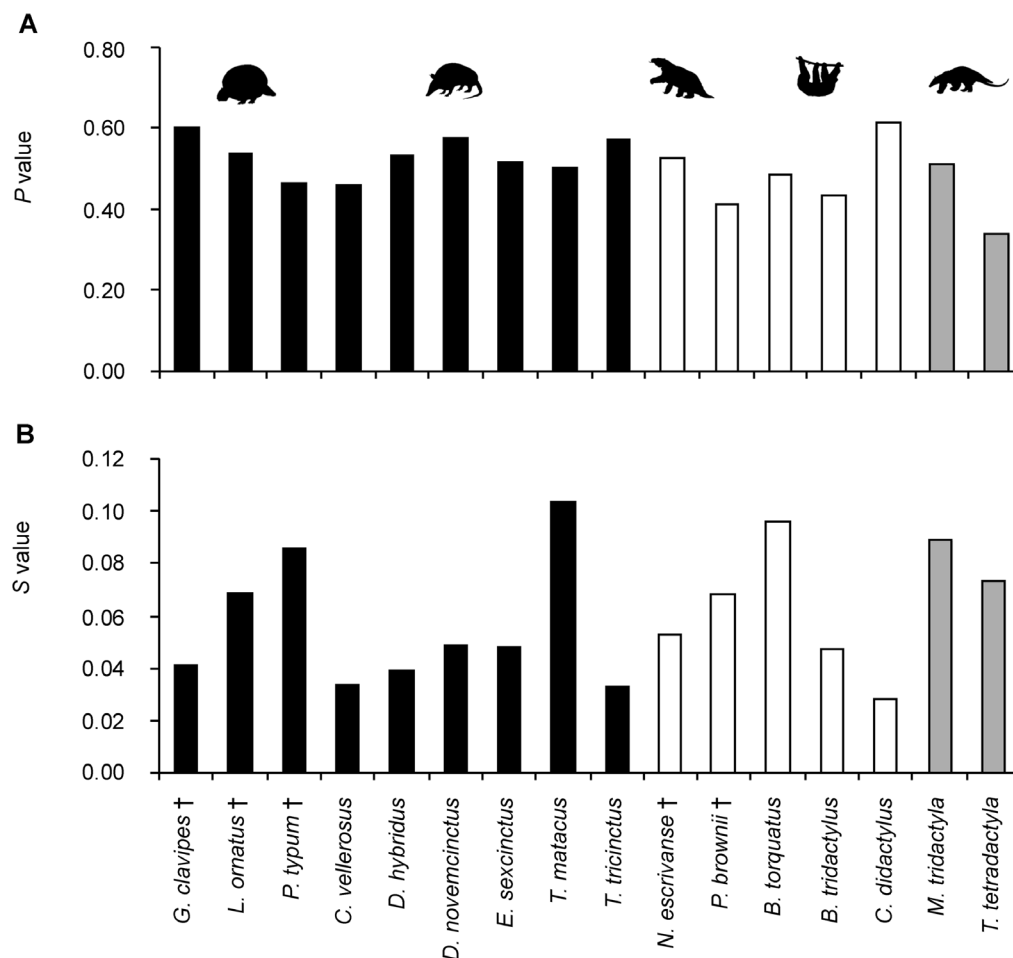 A
P value
0.80
0.60
0.40
0.20
0.00
B
S value
0.12
0.10
0.08
0.06
0.04
0.02
0.00
G. clavipes †
L. ornatus †
P. typum †
C. vellerosus
D. hybridus
D. novemcinctus
E. sexcinctus
T. matacus
T. tricinctus
N. escrivanse †
P. brownii †
B. torquatus
B. tridactylus
C. didactylus
M. tridactyla
T. tetradactyla